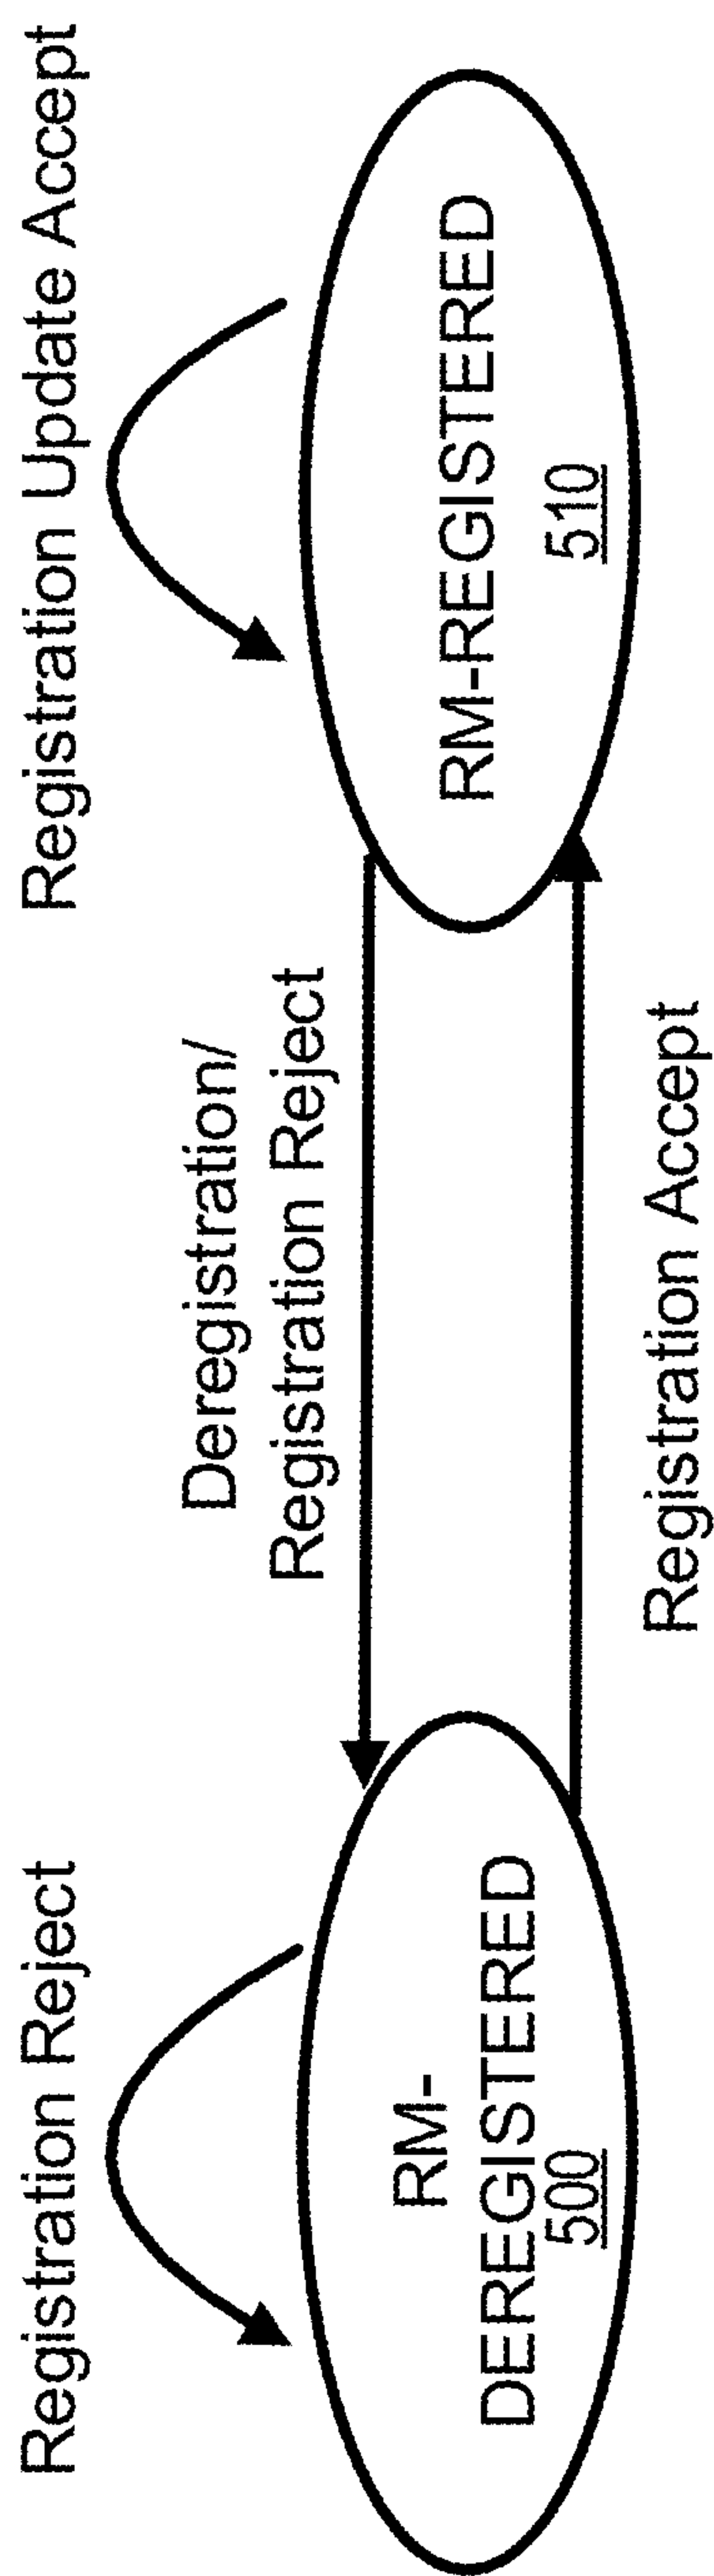 Registration Reject
Registration Update Accept
Deregistration/
Registration Reject
RM-
DEREGISTERED
500
RM-REGISTERED
510
Registration Accept